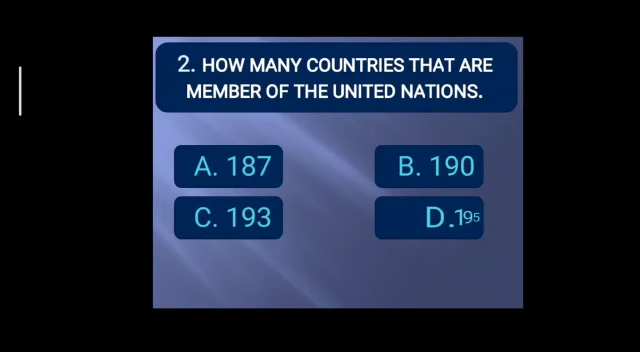 2. HOW MANY COUNTRIES THAT ARE
MEMBER OF THE UNITED NATIONS.
A. 187
B. 190
C. 193
D.195